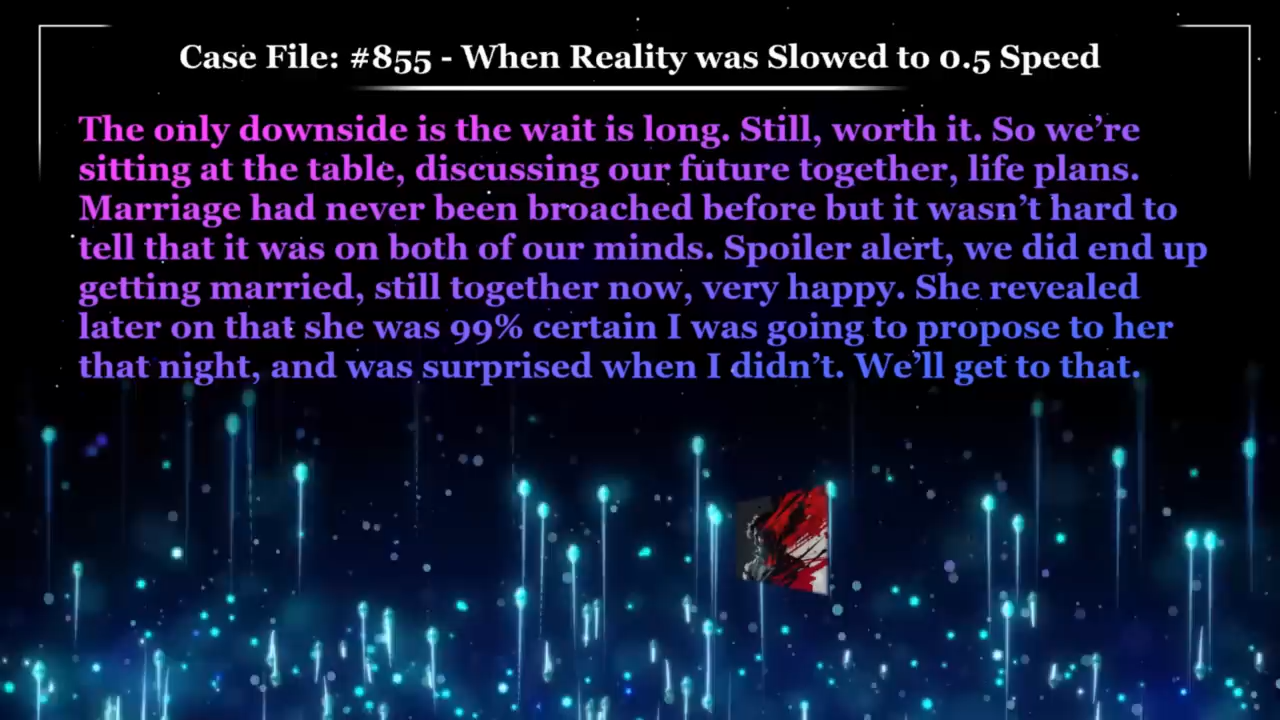 Case File: #855 - When Reality was Slowed to 0.5 Speed
The only downside is the wait is long. Still, worth it. So we’re
sitting at the table, discussing our future together, life plans.
Marriage had never been broached before but it wasn’t hard to
tell that it was on both of our minds. Spoiler alert, we did end up
getting married, still together now, very happy. She revealed
later on that she was 99% certain I was going to propose to her
that night, and was surprised when I didn’t. We’ll get to that.